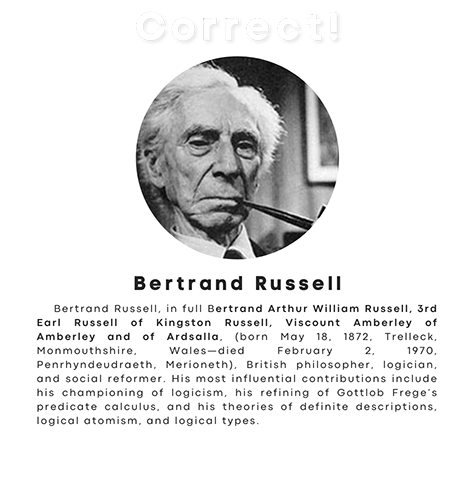 Correct!
Bertrand Russell
Bertrand Russell, in full Bertrand Arthur William Russell, 3rd
Earl Russell of Kingston Russell, Viscount Amberley of
Amberley and of Ardsalla, (born May 18, 1872, Trelleck,
Monmouthshire, Wales—died February 2, 1970,
Penrhyndeudraeth, Merioneth), British philosopher, logician,
and social reformer. His most influential contributions include
his championing of logicism, his refining of Gottlob Frege's
predicate calculus, and his theories of definite descriptions,
logical atomism, and logical types.